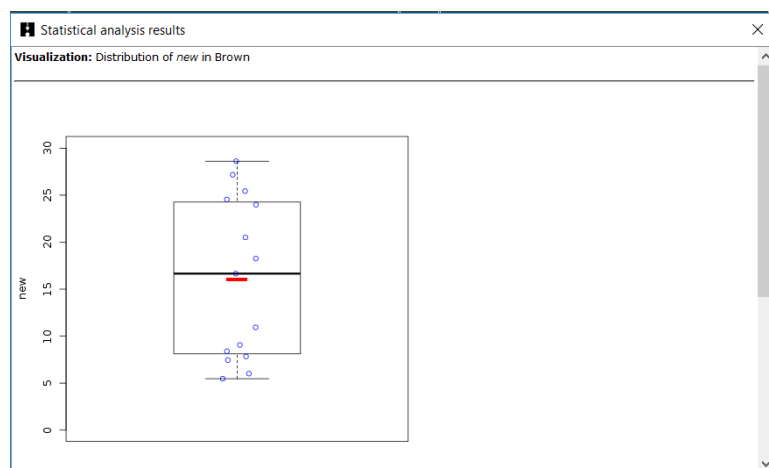 Statistical analysis results
Visualization: Distribution of new in Brown
30
25
20
15
10
5
0
new